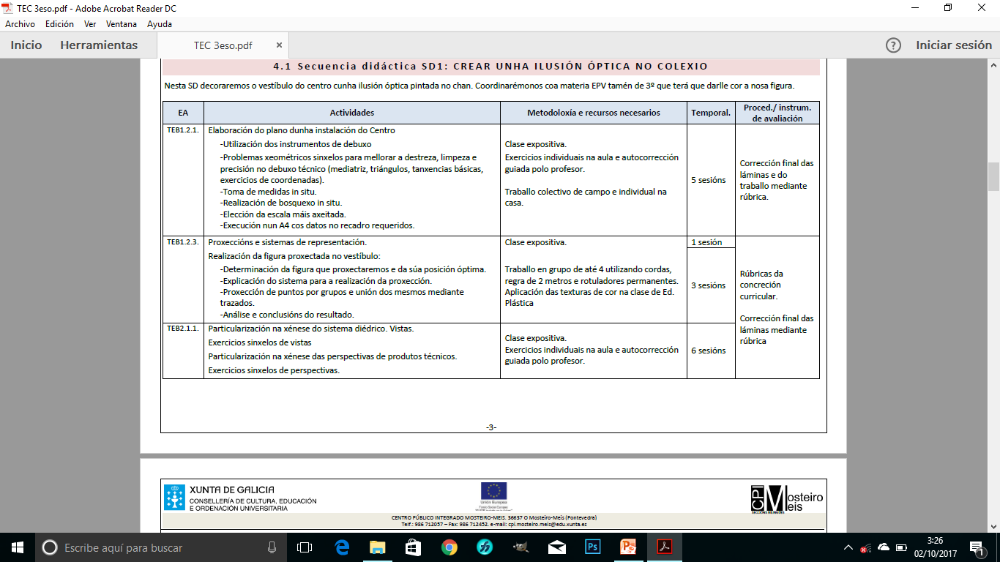 TEC 3eso.pdf - Adobe Acrobat Reader DC
Archivo Edición Ver Ventana Ayuda
Inicio Herramientas TEC 3eso.pdf × ? Iniciar sesión
4.1 Secuencia didáctica SD1: CREAR UNHA ILUSIÓN ÓPTICA NO COLEXIO
Nesta SD decoraremos o vestíbulo do centro cunha ilusión óptica pintada no chan. Coordinarémonos coa materia EPV tamén de 3º que terá que darlle cor a nosa figura.
EA
Actividades
Metodoloxía e recursos necesarios
Temporal.
Proced./ instrum.
de avaliación
TEB1.2.1.
Elaboración do plano dunha instalación do Centro
-Utilización dos instrumentos de debuxo
-Problemas xeométricos sinxelos para mellorar a destreza, limpeza e
precisión no debuxo técnico (mediatriz, triángulos, tanxencias básicas,
exercicios de coordenadas).
-Toma de medidas in situ.
-Realización de bosquexo in situ.
-Elección da escala máis axeitada.
-Execución nun A4 cos datos no recadro requeridos.
Clase expositiva.
Exercicios individuais na aula e autocorrección
guiada polo profesor.
Traballo colectivo de campo e individual na
casa.
5 sesións
Corrección final das
láminas e do
traballo mediante
rúbrica.
TEB1.2.3.
Proxeccións e sistemas de representación.
Realización da figura proxectada no vestíbulo:
-Determinación da figura que proxectaremos e da súa posición óptima.
-Explicación do sistema para a realización da proxección.
-Proxección de puntos por grupos e unión dos mesmos mediante
trazados.
-Análise e conclusións do resultado.
Clase expositiva.
Traballo en grupo de até 4 utilizando cordas,
regra de 2 metros e rotuladores permanentes.
Aplicación das texturas de cor na clase de Ed.
Plástica
1 sesión
3 sesións
Rúbricas da
concreción
curricular.
Corrección final das
láminas mediante
rúbrica
TEB2.1.1.
Particularización na xénese do sistema diédrico. Vistas.
Exercicios sinxelos de vistas
Particularización na xénese das perspectivas de produtos técnicos.
Exercicios sinxelos de perspectivas.
Clase expositiva.
Exercicios individuais na aula e autocorrección
guiada polo profesor.
6 sesións
-3-
XUNTA DE GALICIA
CONSELLERÍA DE CULTURA, EDUCACIÓN
E ORDENACIÓN UNIVERSITARIA
Unión Europea
CPI Mosteiro
Meis
SECCIÓNS BILINGÜES
CENTRO PÚBLICO INTEGRADO MOSTEIRO-MEIS. 36637 O Mosteiro-Meis (Pontevedra)
Telf.: 986 712057 – Fax: 986 712452. e-mail: cpi.mosteiro.meis@edu.xunta.es
Escribe aquí para buscar
Ps
3:26
02/10/2017
1